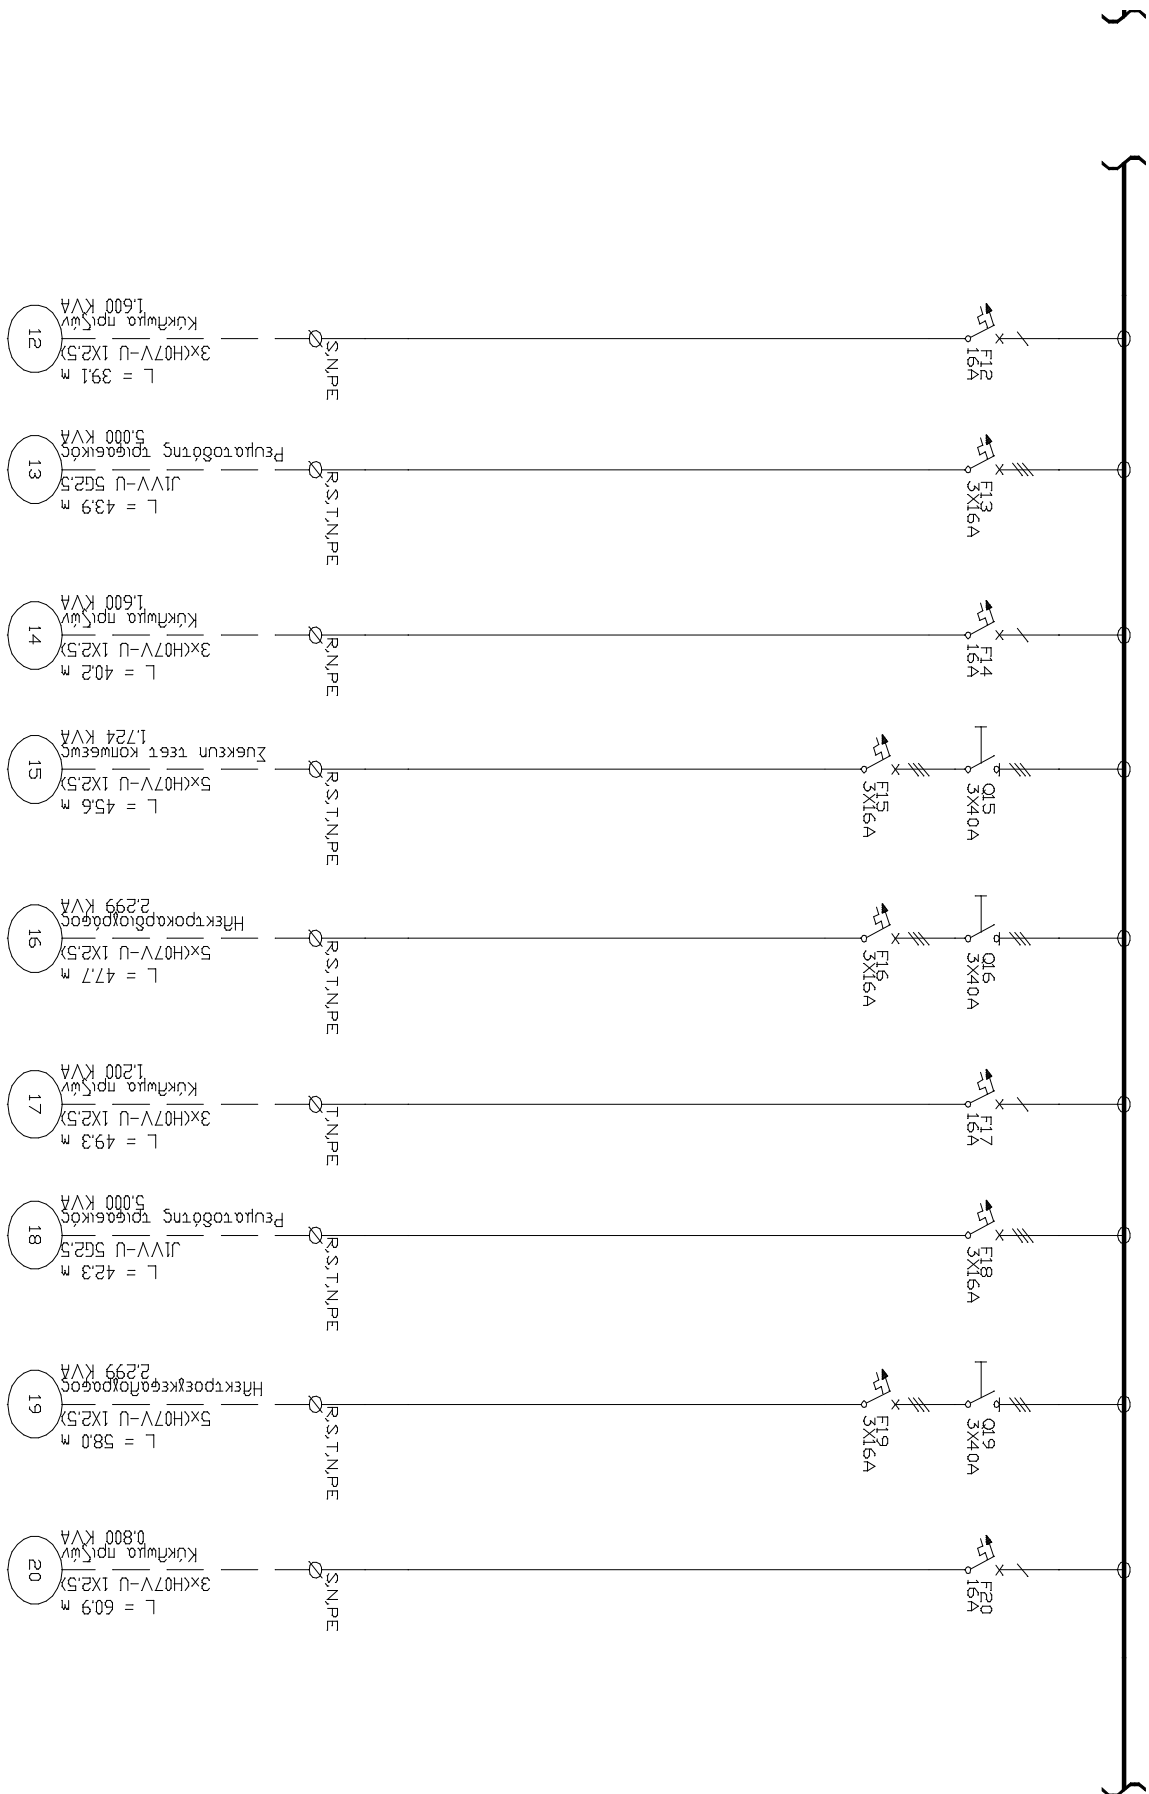 12
1.600 KVA
Κύκλωμα πριζών
3x(H07V-U 1X2.5)
L = 39.1 m
S,N,PE
F12
16A
13
5.000 KVA
Ρευματοδότης τριφασικός
J1VV-U 5G2.5
L = 43.9 m
R,S,T,N,PE
F13
3X16A
14
1.600 KVA
Κύκλωμα πριζών
3x(H07V-U 1X2.5)
L = 40.2 m
R,N,PE
F14
16A
15
1.724 KVA
Συσκευη τεστ κοπωσεως
5x(H07V-U 1X2.5)
L = 45.6 m
R,S,T,N,PE
F15
3X16A
Q15
3X40A
16
2.299 KVA
Ηλεκτροκαρδιογράφος
5x(H07V-U 1X2.5)
L = 47.7 m
R,S,T,N,PE
F16
3X16A
Q16
3X40A
17
1.200 KVA
Κύκλωμα πριζών
3x(H07V-U 1X2.5)
L = 49.3 m
T,N,PE
F17
16A
18
5.000 KVA
Ρευματοδότης τριφασικός
J1VV-U 5G2.5
L = 42.3 m
R,S,T,N,PE
F18
3X16A
19
2.299 KVA
Ηλεκτροεγκεφαλογραφος
5x(H07V-U 1X2.5)
L = 58.0 m
R,S,T,N,PE
F19
3X16A
Q19
3X40A
20
0.800 KVA
Κύκλωμα πριζών
3x(H07V-U 1X2.5)
L = 60.9 m
S,N,PE
F20
16A